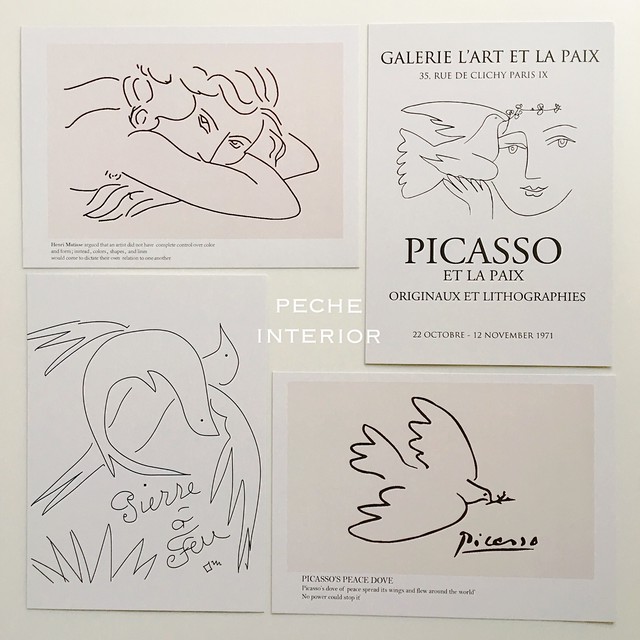 Henri Matisse argued that an artist did not have complete control over color
and form; instead, colors, shapes, and lines
would come to dictate their own relation to one another
GALERIE L'ART ET LA PAIX
35, RUE DE CLICHY PARIS IX
PICASSO
ET LA PAIX
ORIGINAUX ET LITHOGRAPHIES
22 OCTOBRE - 12 NOVEMBER 1971
PECHE
INTERIOR
Pierre
à
Feu
Picasso
PICASSO'S PEACE DOVE
Picasso's dove of peace spread its wings and flew around the world'
No power could stop if